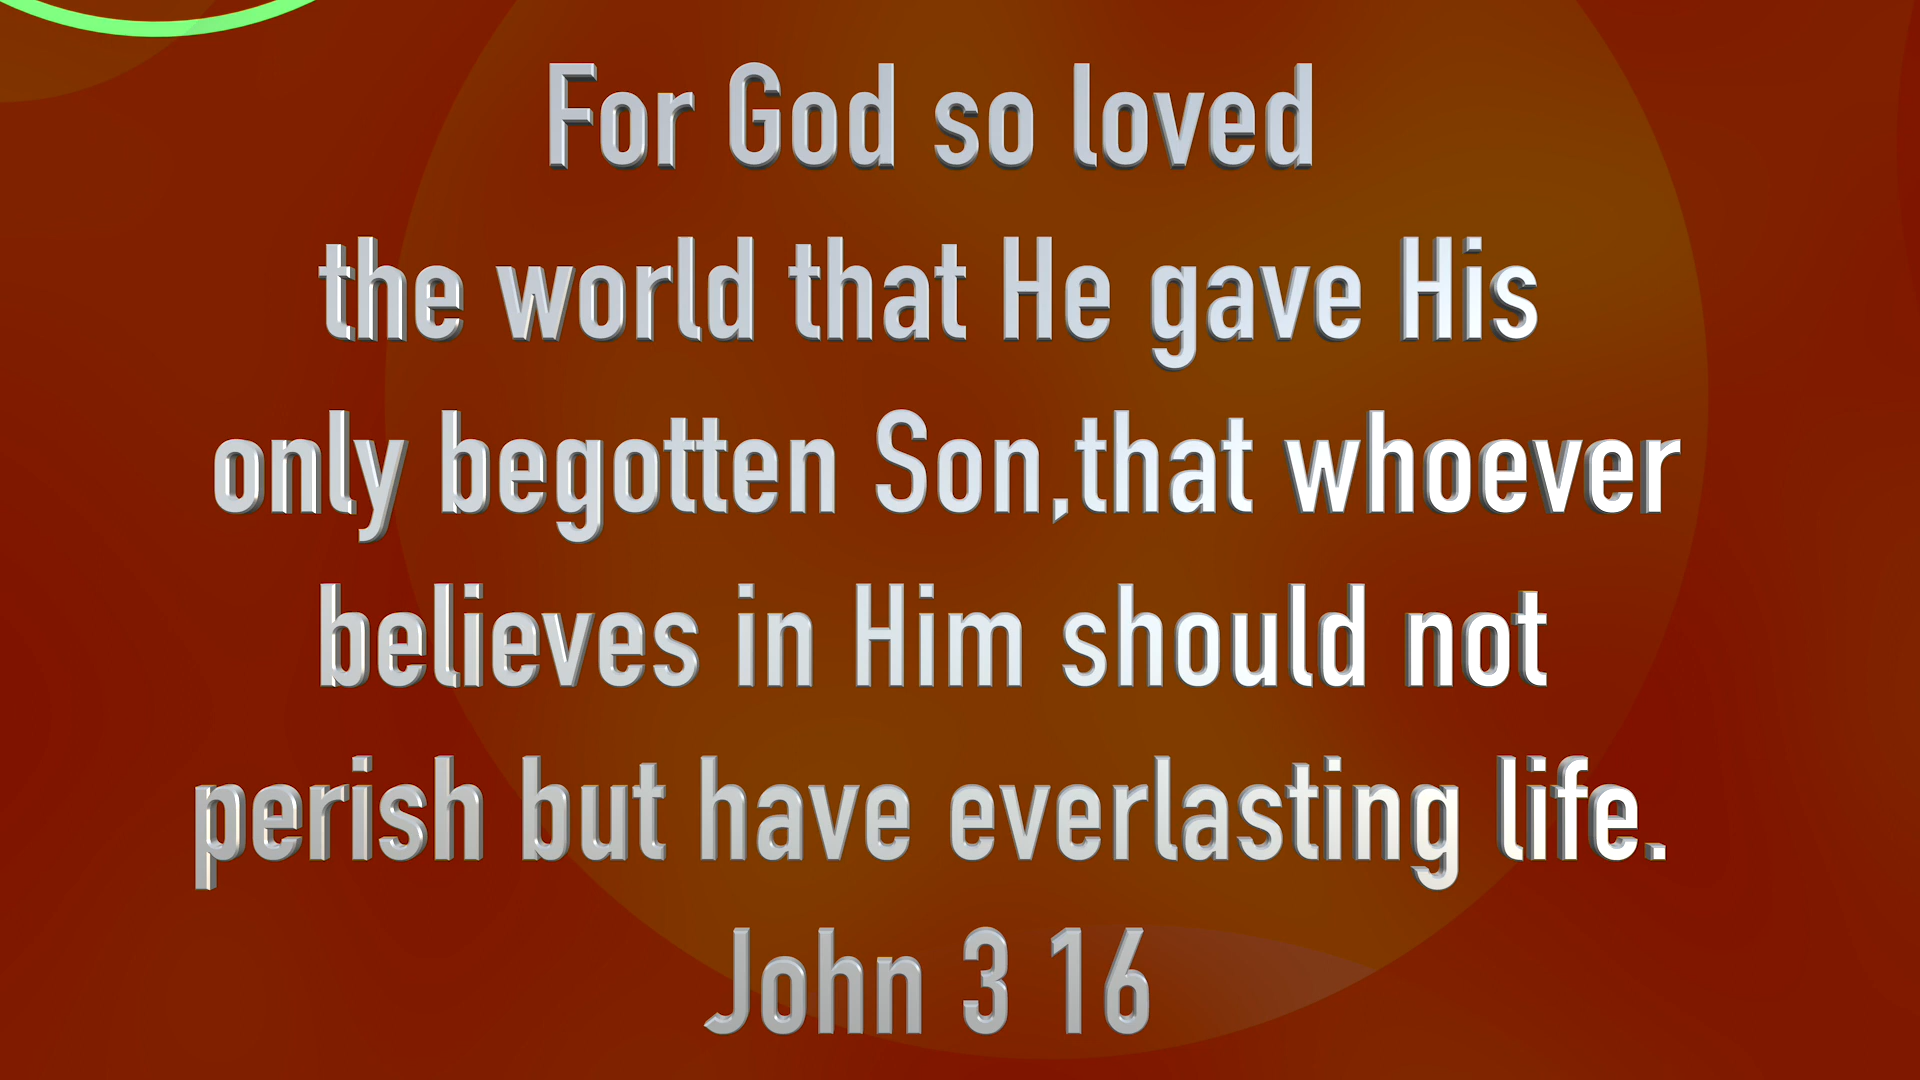 For God so loved
the world that He gave His
only begotten Son,that whoever
believes in Him should not
perish but have everlasting life.
John 3 16